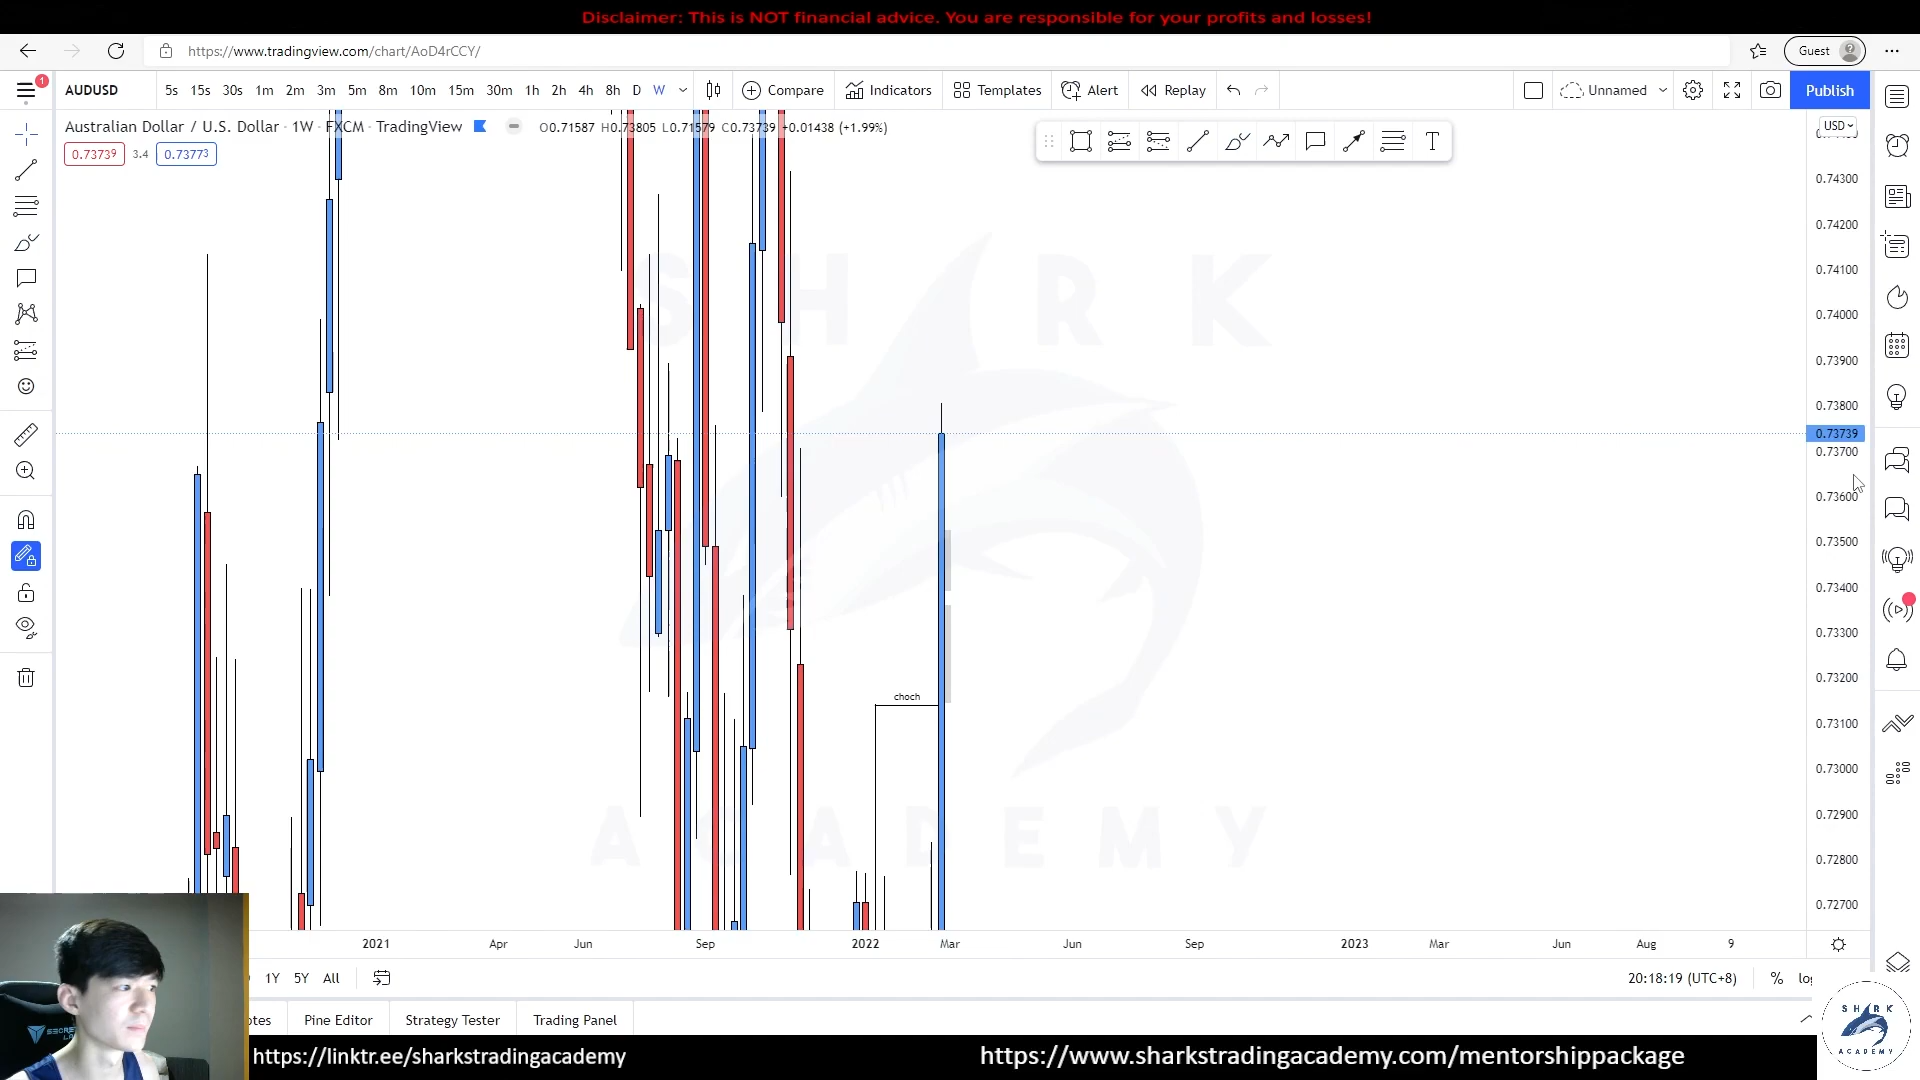 Disclaimer: This is NOT financial advice. You are responsible for your profits and losses!
https://www.tradingview.com/chart/AoD4rCCY/
Guest
1
AUDUSD
5s 15s 30s 1m 2m 3m 5m 8m 10m 15m 30m 1h 2h 4h 8h D W
Compare
Indicators
Templates
Alert
Replay
Unnamed
Publish
Australian Dollar / U.S. Dollar · 1W · FXCM · TradingView
O0.71587 H0.73805 L0.71579 C0.73739 +0.01438 (+1.99%)
0.73739 3.4 0.73773
USD
0.74300
0.74200
0.74100
0.74000
0.73900
0.73800
0.73739
0.73700
0.73600
0.73500
0.73400
0.73300
0.73200
0.73100
0.73000
0.72900
0.72800
0.72700
SHARK
ACADEMY
choch
2021 Apr Jun Sep 2022 Mar Jun Sep 2023 Mar Jun Aug 9
1Y 5Y All
20:18:19 (UTC+8)
%
Pine Editor
Strategy Tester
Trading Panel
https://linktr.ee/sharkstradingacademy
https://www.sharkstradingacademy.com/mentorshippackage
SHARK
ACADEMY